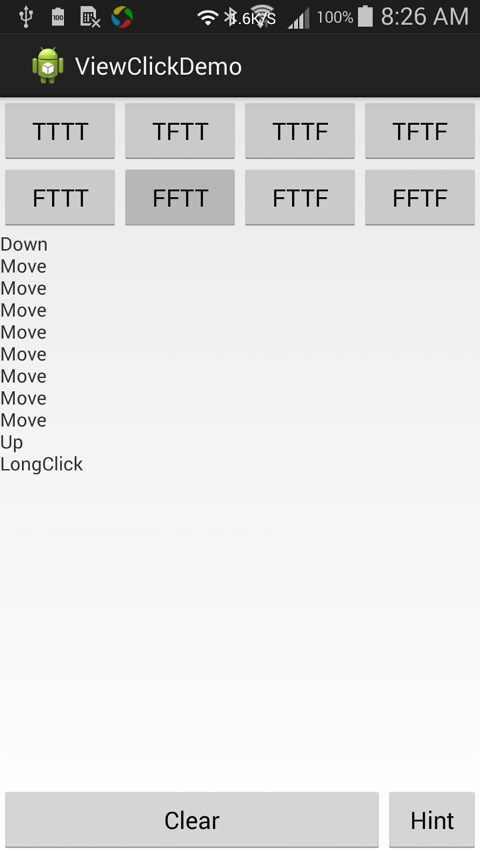 100 .6K/S 100% 8:26 AM
ViewClickDemo
TTTT TFTT TTTF TFTF
FTTT FFTT FTTF FFTF
Down
Move
Move
Move
Move
Move
Move
Move
Move
Up
LongClick
Clear Hint